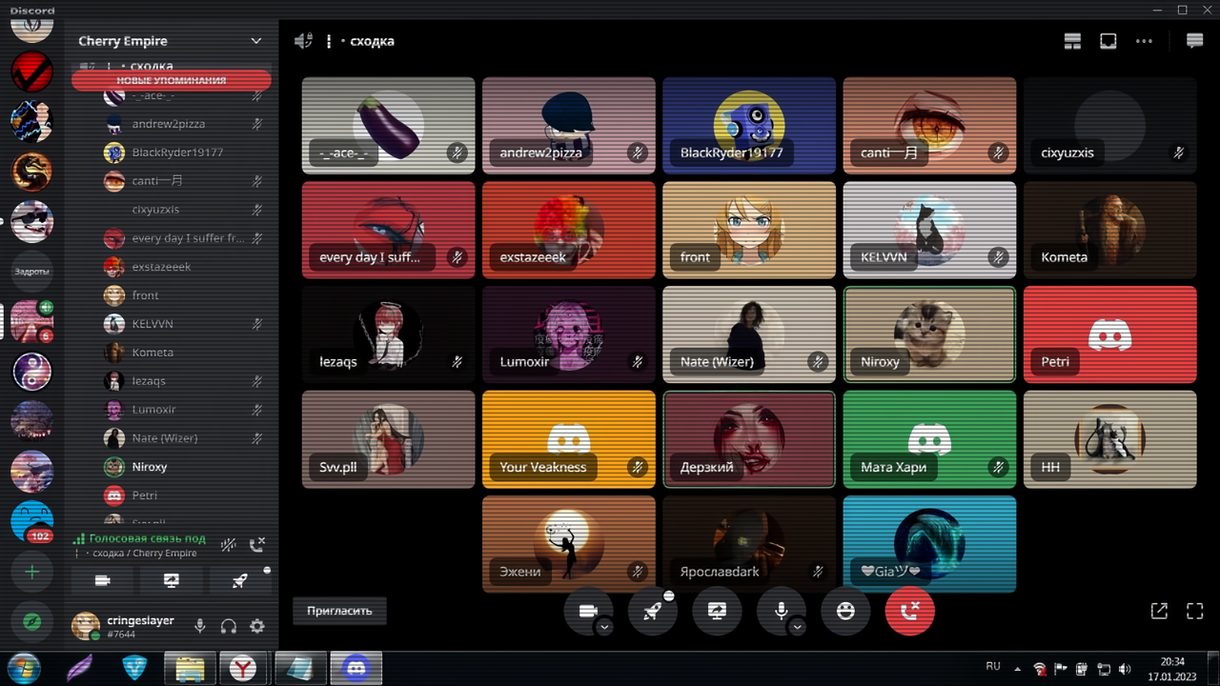 Discord
Cherry Empire
• сходка
НОВЫЕ УПОМИНАНИЯ
-_-ace-_-
andrew2pizza
BlackRyder19177
canti一月
cixyuzxis
every day I suffer fr...
exstazeeek
front
KELVVN
Kometa
lezaqs
Lumoxir
Nate (Wizer)
Niroxy
Petri
Svv.pll
Задроты
6
102
Голосовая связь под
• сходка / Cherry Empire
cringeslayer
#7644
• сходка
-_-ace-_-
andrew2pizza
BlackRyder19177
canti一月
cixyuzxis
every day I suff...
exstazeeek
front
KELVVN
Kometa
lezaqs
Lumoxir
Nate (Wizer)
Niroxy
Petri
Svv.pll
Your Veakness
Дерзкий
Мата Хари
HH
Эжени
Ярославdark
❤Giaツ❤
Пригласить
RU
20:34
17.01.2023